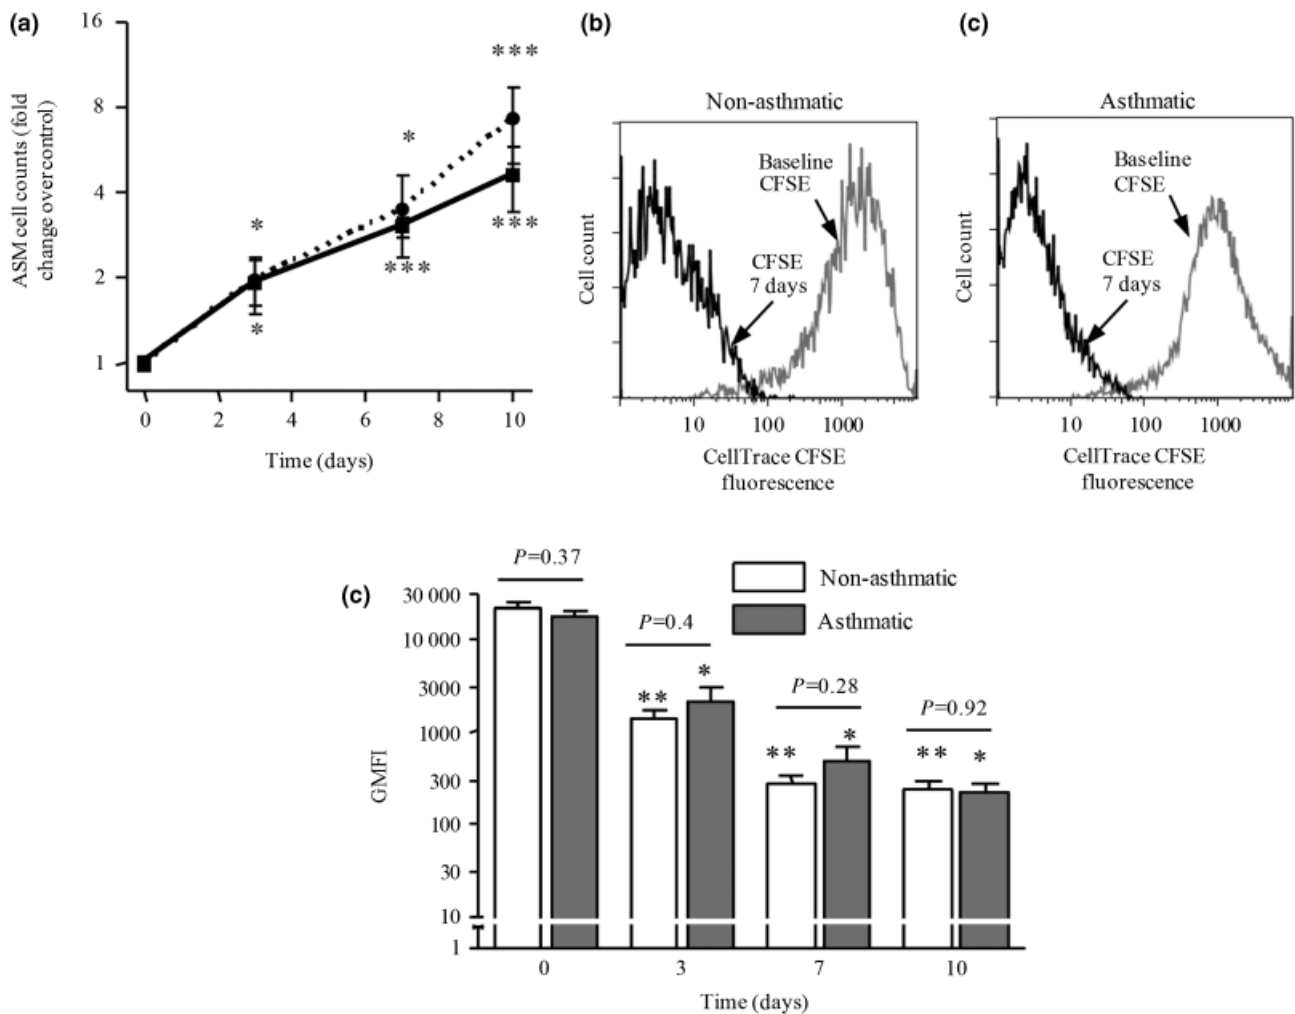 (a)
16
8
4
2
1
ASM cell counts (fold
change overcontrol)
*
*
*
***
***
***
0 2 4 6 8 10
Time (days)
(b)
Non-asthmatic
Baseline
CFSE
CFSE
7 days
Cell count
10 100 1000
CellTrace CFSE
fluorescence
(c)
Asthmatic
Baseline
CFSE
CFSE
7 days
Cell count
10 100 1000
CellTrace CFSE
fluorescence
(c)
P=0.37
Non-asthmatic
Asthmatic
P=0.4
P=0.28
P=0.92
** *
** *
** *
30 000
10 000
3000
1000
300
100
30
10
1
GMFI
0 3 7 10
Time (days)